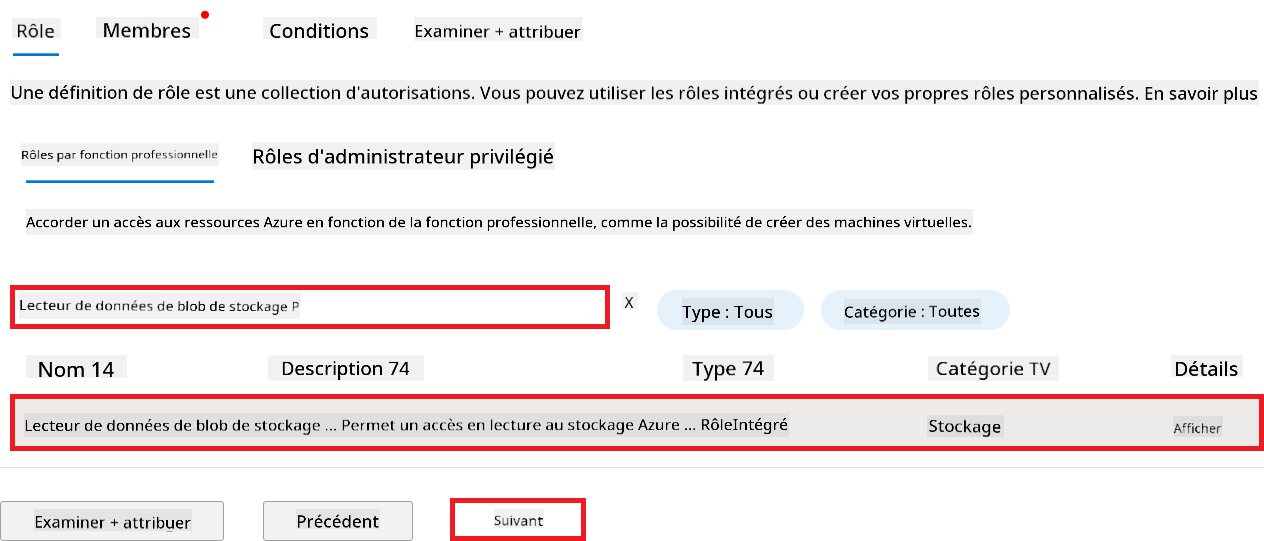 Rôle Membres Conditions Examiner + attribuer
Une définition de rôle est une collection d'autorisations. Vous pouvez utiliser les rôles intégrés ou créer vos propres rôles personnalisés. En savoir plus
Rôles par fonction professionnelle Rôles d'administrateur privilégié
Accorder un accès aux ressources Azure en fonction de la fonction professionnelle, comme la possibilité de créer des machines virtuelles.
Lecteur de données de blob de stockage P X Type : Tous Catégorie : Toutes
Nom 14 Description 74 Type 74 Catégorie TV Détails
Lecteur de données de blob de stockage ... Permet un accès en lecture au stockage Azure ... RôleIntégré Stockage Afficher
Examiner + attribuer Précédent Suivant